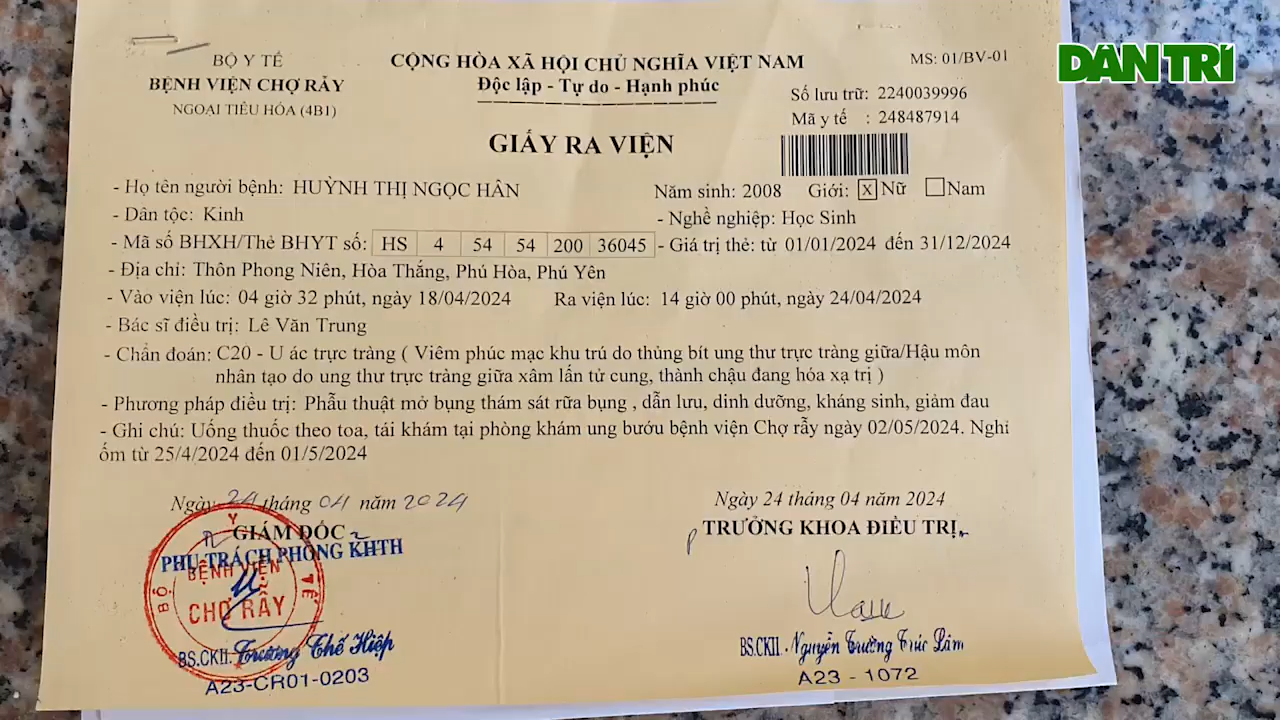 DÂN TRÍ
BỘ Y TẾ
BỆNH VIỆN CHỢ RẪY
NGOẠI TIÊU HÓA (4B1)
CỘNG HÒA XÃ HỘI CHỦ NGHĨA VIỆT NAM
Độc lập - Tự do - Hạnh phúc
MS: 01/BV-01
Số lưu trữ: 2240039996
Mã y tế : 248487914
GIẤY RA VIỆN
- Họ tên người bệnh: HUỲNH THỊ NGỌC HÂN Năm sinh: 2008 Giới: X Nữ Nam
- Dân tộc: Kinh - Nghề nghiệp: Học Sinh
- Mã số BHXH/Thẻ BHYT số: HS 4 54 54 200 36045 - Giá trị thẻ: từ 01/01/2024 đến 31/12/2024
- Địa chỉ: Thôn Phong Niên, Hòa Thắng, Phú Hòa, Phú Yên
- Vào viện lúc: 04 giờ 32 phút, ngày 18/04/2024 Ra viện lúc: 14 giờ 00 phút, ngày 24/04/2024
- Bác sĩ điều trị: Lê Văn Trung
- Chẩn đoán: C20 - U ác trực tràng ( Viêm phúc mạc khu trú do thủng bít ung thư trực tràng giữa/Hậu môn
nhân tạo do ung thư trực tràng giữa xâm lấn tử cung, thành chậu đang hóa xạ trị )
- Phương pháp điều trị: Phẫu thuật mở bụng thám sát rữa bụng , dẫn lưu, dinh dưỡng, kháng sinh, giảm đau
- Ghi chú: Uống thuốc theo toa, tái khám tại phòng khám ung bướu bệnh viện Chợ rẫy ngày 02/05/2024. Nghỉ
ốm từ 25/4/2024 đến 01/5/2024
Ngày 24 tháng 04 năm 2024
GIÁM ĐỐC
PHỤ TRÁCH PHÒNG KHTH
BỘ Y TẾ
BỆNH VIỆN
CHỢ RẪY
BS.CKII. Trương Thế Hiệp
A23-CR01-0203
Ngày 24 tháng 04 năm 2024
TRƯỞNG KHOA ĐIỀU TRỊ
BS.CKII. Nguyễn Trường Trúc Lâm
A23 - 1072